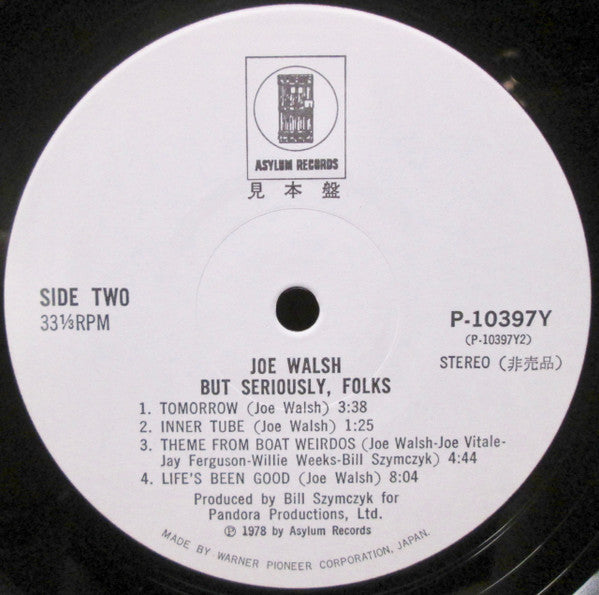 ASYLUM RECORDS
見本盤
SIDE TWO
33⅓RPM
P-10397Y
(P-10397Y2)
STEREO (非売品)
JOE WALSH
BUT SERIOUSLY, FOLKS
1. TOMORROW (Joe Walsh) 3:38
2. INNER TUBE (Joe Walsh) 1:25
3. THEME FROM BOAT WEIRDOS (Joe Walsh-Joe Vitale-
Jay Ferguson-Willie Weeks-Bill Szymczyk) 4:44
4. LIFE'S BEEN GOOD (Joe Walsh) 8:04
Produced by Bill Szymczyk for
Pandora Productions, Ltd.
Ⓟ 1978 by Asylum Records
MADE BY WARNER PIONEER CORPORATION, JAPAN.